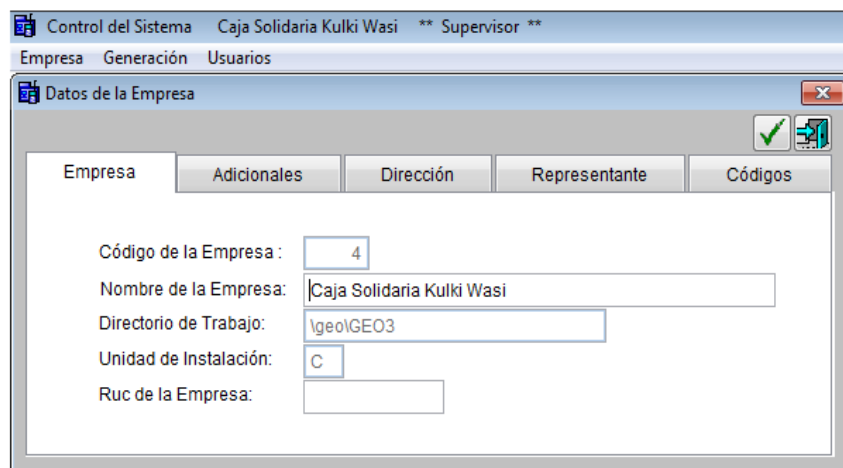 Control del Sistema Caja Solidaria Kulki Wasi ** Supervisor **
Empresa Generación Usuarios
Datos de la Empresa
Empresa Adicionales Dirección Representante Códigos
Código de la Empresa : 4
Nombre de la Empresa: Caja Solidaria Kulki Wasi
Directorio de Trabajo: \geo\GEO3
Unidad de Instalación: C
Ruc de la Empresa: